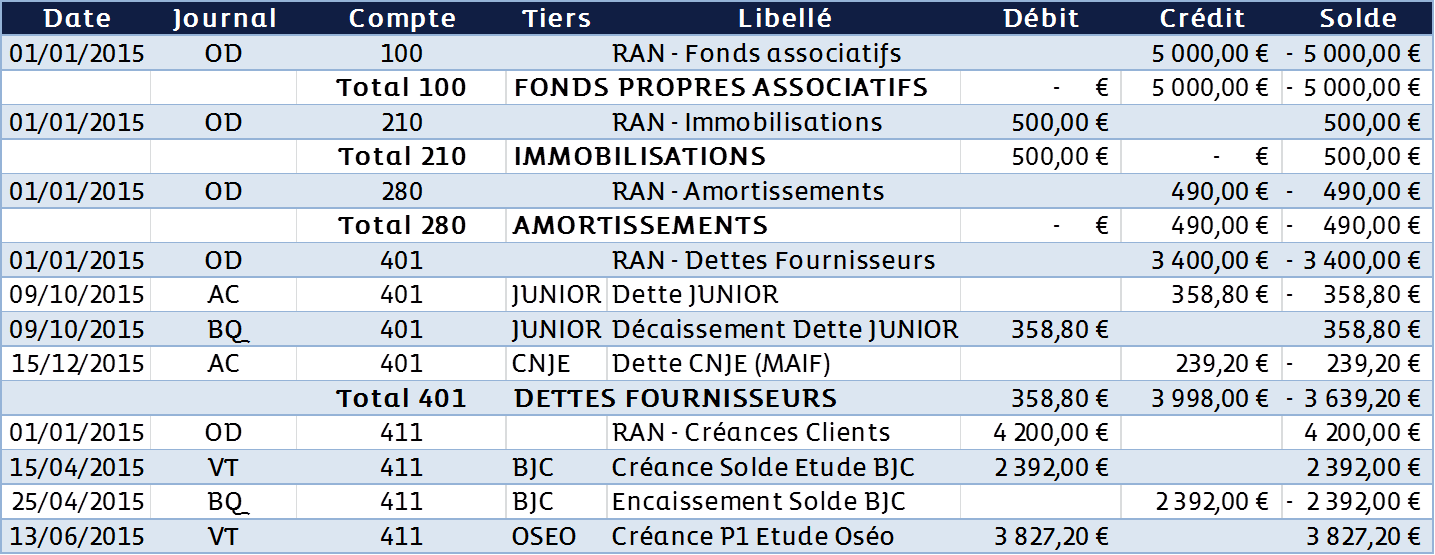 Date Journal Compte Tiers Libellé Débit Crédit Solde
01/01/2015 OD 100 RAN - Fonds associatifs 5 000,00 € - 5 000,00 €
Total 100 FONDS PROPRES ASSOCIATIFS - € 5 000,00 € - 5 000,00 €
01/01/2015 OD 210 RAN - Immobilisations 500,00 € 500,00 €
Total 210 IMMOBILISATIONS 500,00 € - € 500,00 €
01/01/2015 OD 280 RAN - Amortissements 490,00 € - 490,00 €
Total 280 AMORTISSEMENTS - € 490,00 € - 490,00 €
01/01/2015 OD 401 RAN - Dettes Fournisseurs 3 400,00 € - 3 400,00 €
09/10/2015 AC 401 JUNIOR Dette JUNIOR 358,80 € - 358,80 €
09/10/2015 BQ 401 JUNIOR Décaissement Dette JUNIOR 358,80 € 358,80 €
15/12/2015 AC 401 CNJE Dette CNJE (MAIF) 239,20 € - 239,20 €
Total 401 DETTES FOURNISSEURS 358,80 € 3 998,00 € - 3 639,20 €
01/01/2015 OD 411 RAN - Créances Clients 4 200,00 € 4 200,00 €
15/04/2015 VT 411 BJC Créance Solde Etude BJC 2 392,00 € 2 392,00 €
25/04/2015 BQ 411 BJC Encaissement Solde BJC 2 392,00 € - 2 392,00 €
13/06/2015 VT 411 OSEO Créance P1 Etude Oséo 3 827,20 € 3 827,20 €